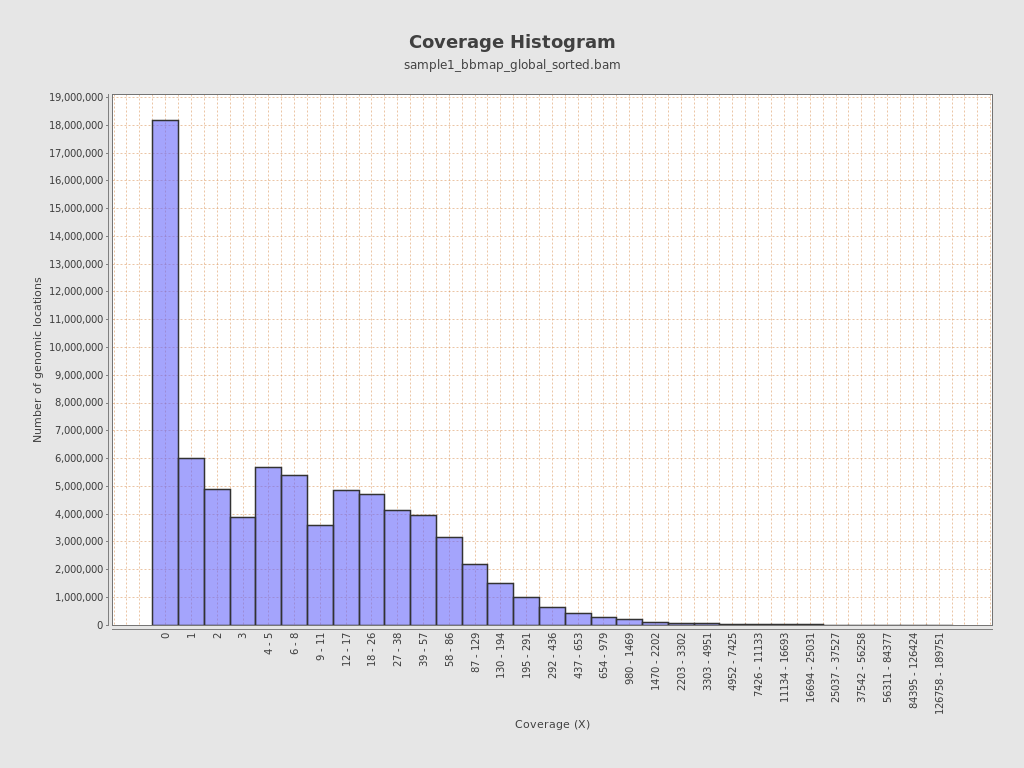 Coverage Histogram
sample1_bbmap_global_sorted.bam
19,000,000
18,000,000
17,000,000
16,000,000
15,000,000
14,000,000
13,000,000
12,000,000
11,000,000
10,000,000
9,000,000
8,000,000
7,000,000
6,000,000
5,000,000
4,000,000
3,000,000
2,000,000
1,000,000
0
Number of genomic locations
0
1
2
3
4 - 5
6 - 8
9 - 11
12 - 17
18 - 26
27 - 38
39 - 57
58 - 86
87 - 129
130 - 194
195 - 291
292 - 436
437 - 653
654 - 979
980 - 1469
1470 - 2202
2203 - 3302
3303 - 4951
4952 - 7425
7426 - 11133
11134 - 16693
16694 - 25031
25037 - 37527
37542 - 56258
56311 - 84377
84395 - 126424
126758 - 189751
Coverage (X)